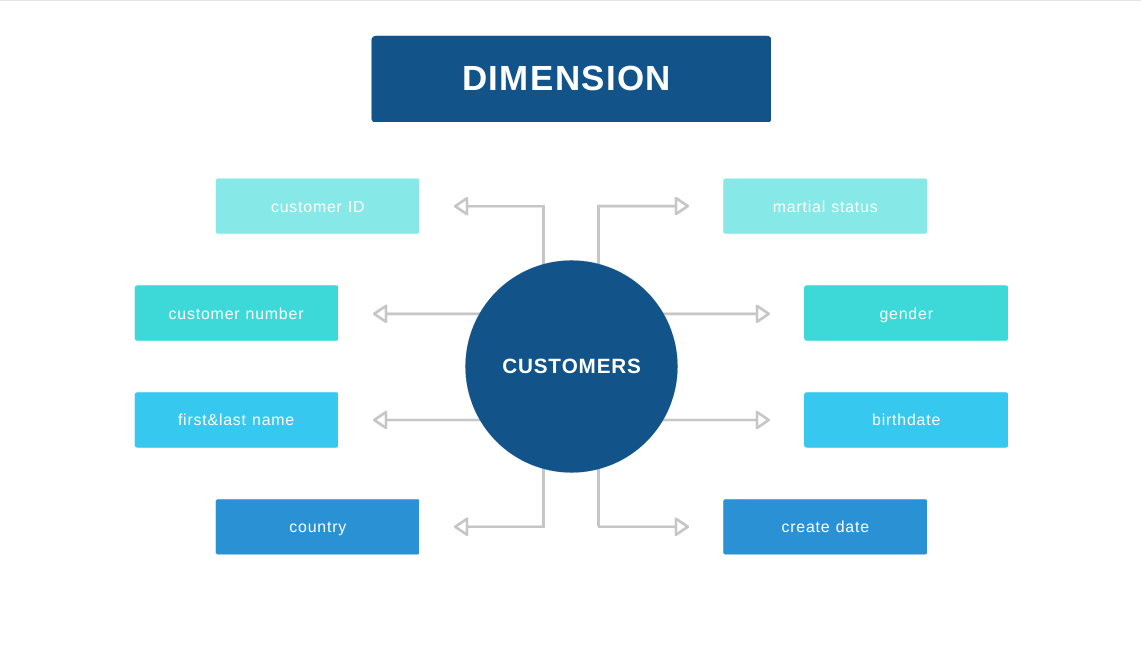 DIMENSION
customer ID
martial status
customer number
gender
CUSTOMERS
first&last name
birthdate
country
create date